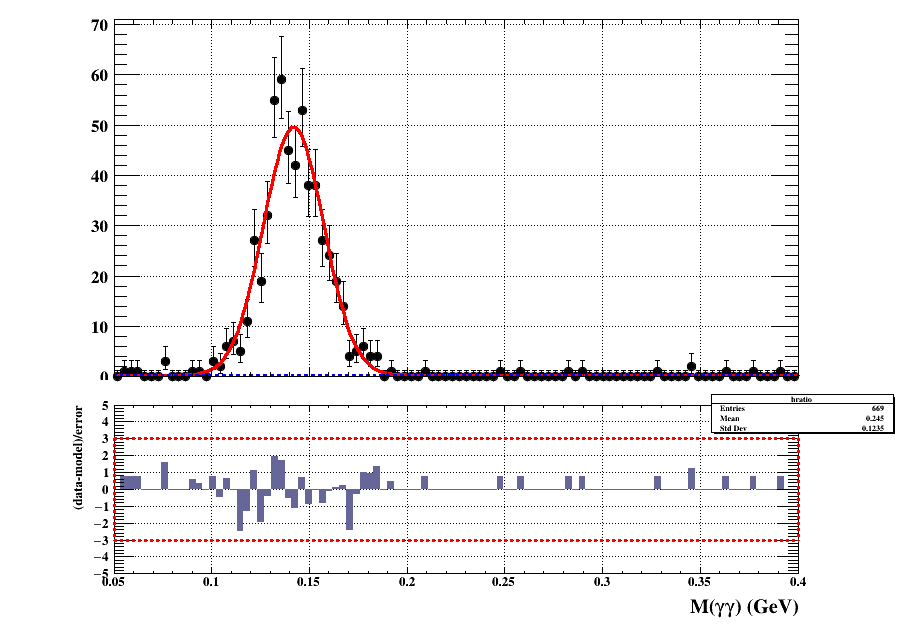 70
60
50
40
30
20
10
0
hratio
Entries 669
Mean 0.245
Std Dev 0.1235
(data-model)/error
5
4
3
2
1
0
−1
−2
−3
−4
−5
0.05 0.1 0.15 0.2 0.25 0.3 0.35 0.4
M(γγ) (GeV)